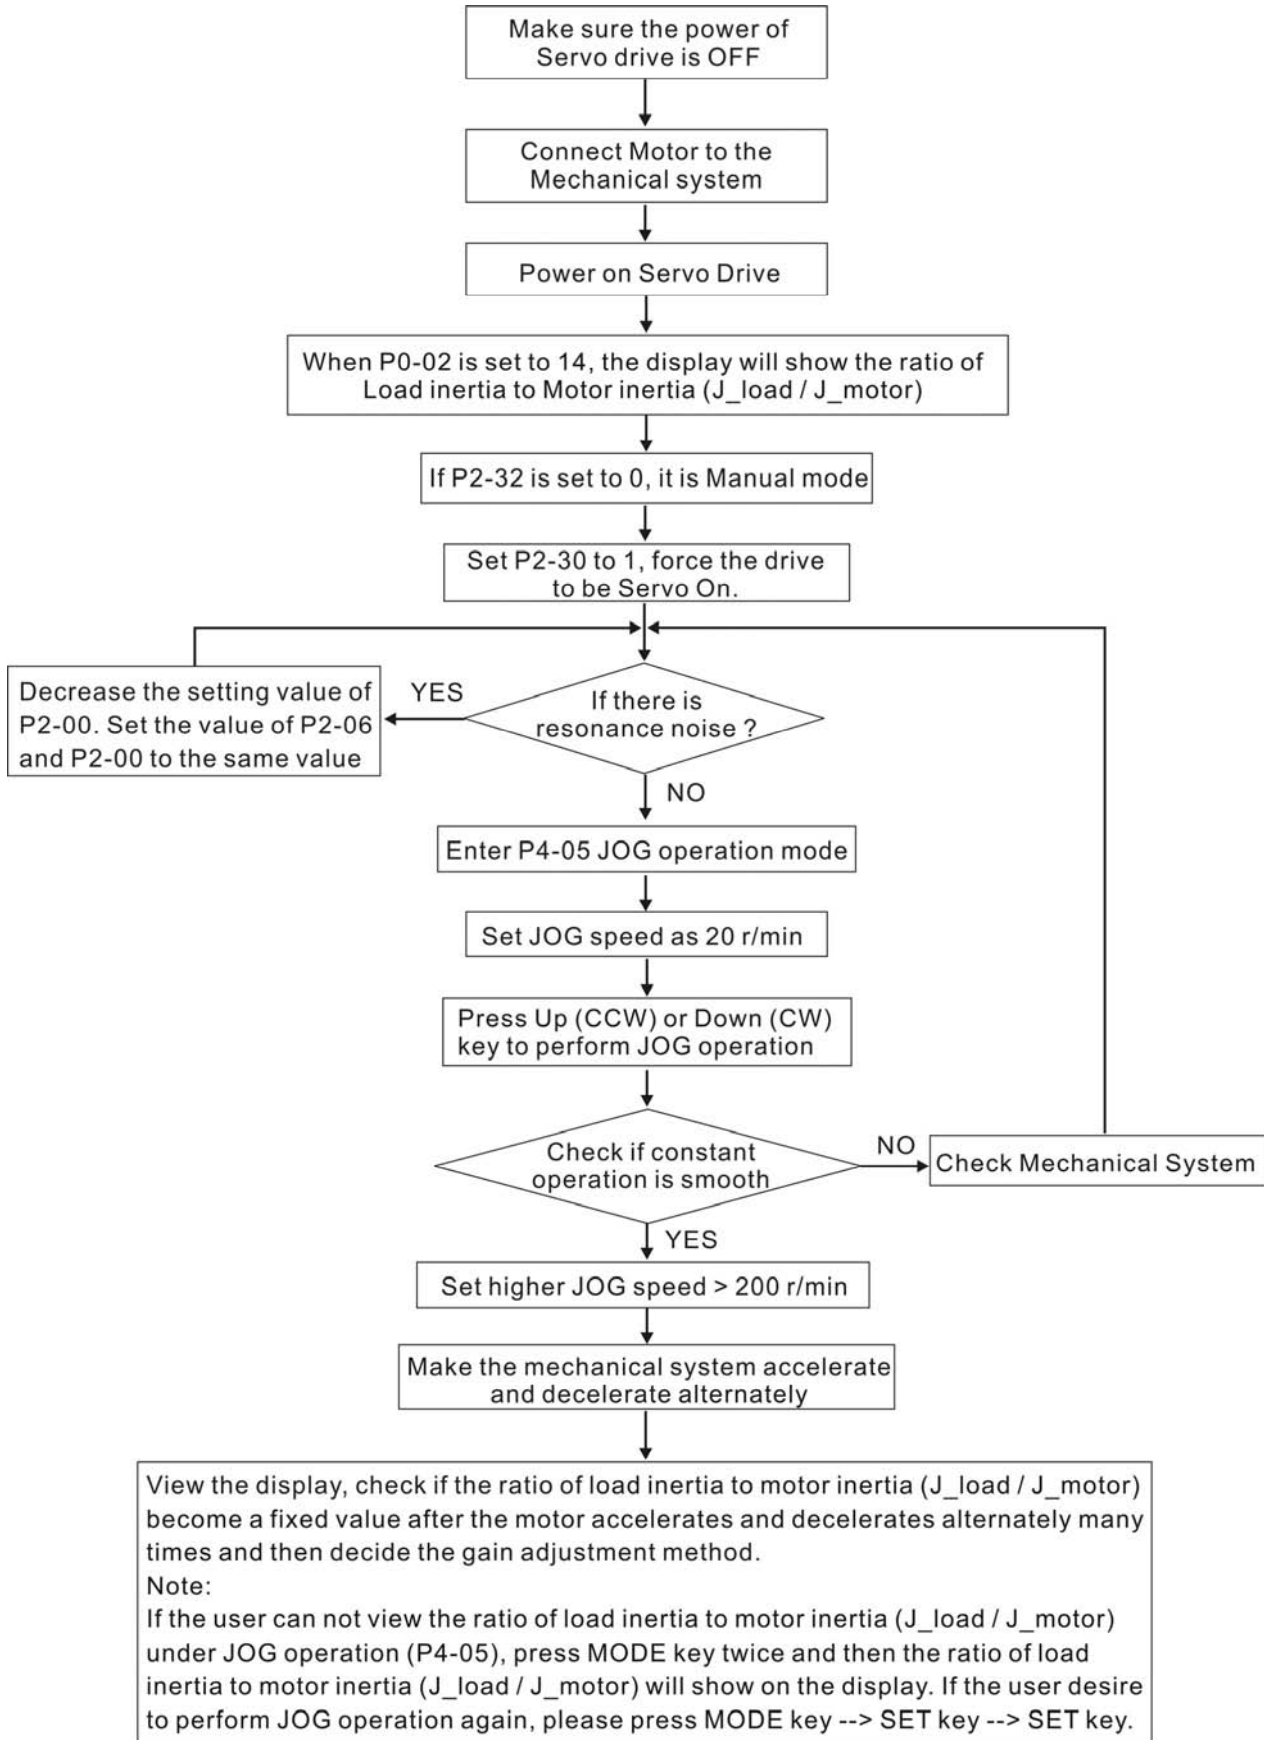 Make sure the power of
Servo drive is OFF
Connect Motor to the
Mechanical system
Power on Servo Drive
When P0-02 is set to 14, the display will show the ratio of
Load inertia to Motor inertia (J_load / J_motor)
If P2-32 is set to 0, it is Manual mode
Set P2-30 to 1, force the drive
to be Servo On.
If there is
resonance noise ?
YES
Decrease the setting value of
P2-00. Set the value of P2-06
and P2-00 to the same value
NO
Enter P4-05 JOG operation mode
Set JOG speed as 20 r/min
Press Up (CCW) or Down (CW)
key to perform JOG operation
Check if constant
operation is smooth
NO
Check Mechanical System
YES
Set higher JOG speed > 200 r/min
Make the mechanical system accelerate
and decelerate alternately
View the display, check if the ratio of load inertia to motor inertia (J_load / J_motor)
become a fixed value after the motor accelerates and decelerates alternately many
times and then decide the gain adjustment method.
Note:
If the user can not view the ratio of load inertia to motor inertia (J_load / J_motor)
under JOG operation (P4-05), press MODE key twice and then the ratio of load
inertia to motor inertia (J_load / J_motor) will show on the display. If the user desire
to perform JOG operation again, please press MODE key --> SET key --> SET key.